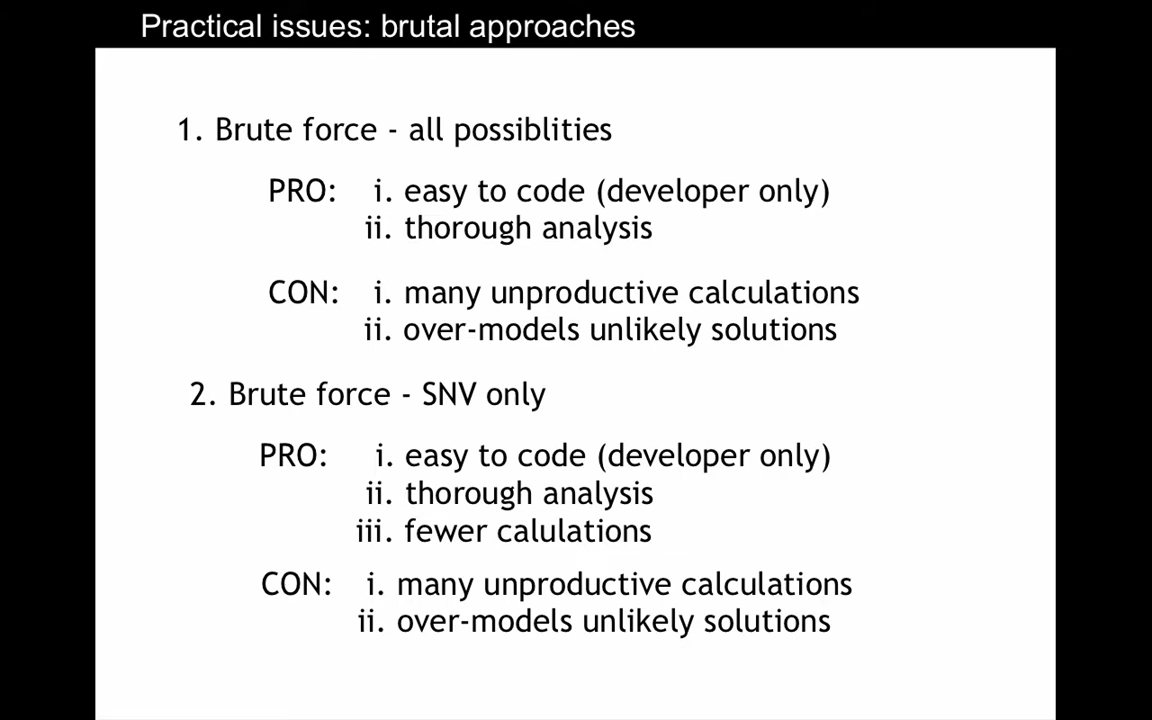 Practical issues: brutal approaches
1. Brute force - all possiblities
PRO: i. easy to code (developer only)
ii. thorough analysis
CON: i. many unproductive calculations
ii. over-models unlikely solutions
2. Brute force - SNV only
PRO: i. easy to code (developer only)
ii. thorough analysis
iii. fewer calulations
CON: i. many unproductive calculations
ii. over-models unlikely solutions